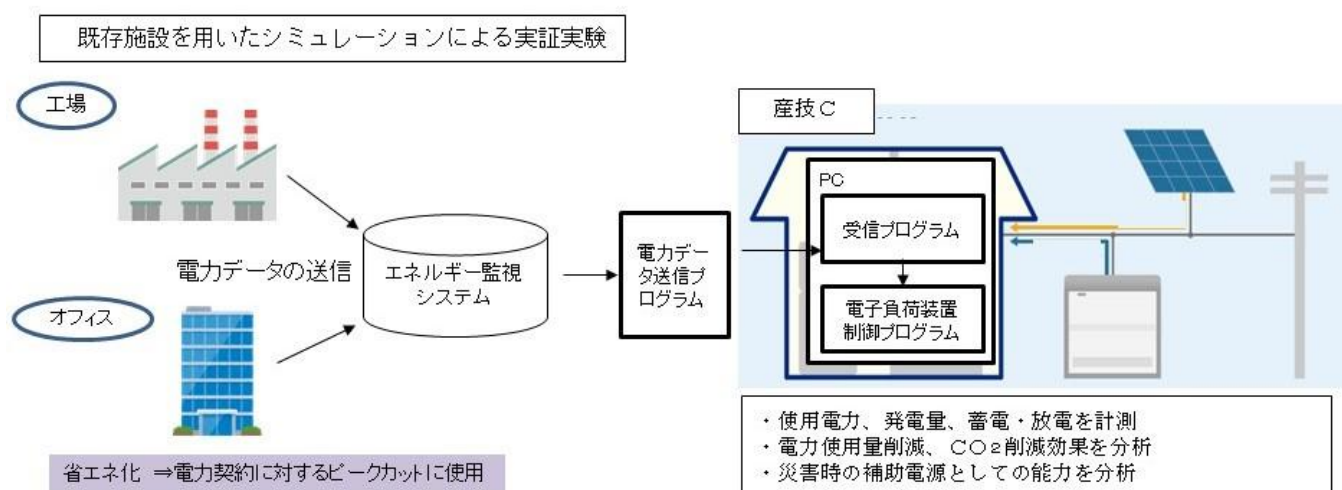 既存施設を用いたシミュレーションによる実証実験
工場
電力データの送信
オフィス
エネルギー監視
システム
電力デー
タ送信プ
ログラム
産技C
PC
受信プログラム
電子負荷装置
制御プログラム
省エネ化 ⇒電力契約に対するピークカットに使用
・使用電力、発電量、蓄電・放電を計測
・電力使用量削減、CO2削減効果を分析
・災害時の補助電源としての能力を分析